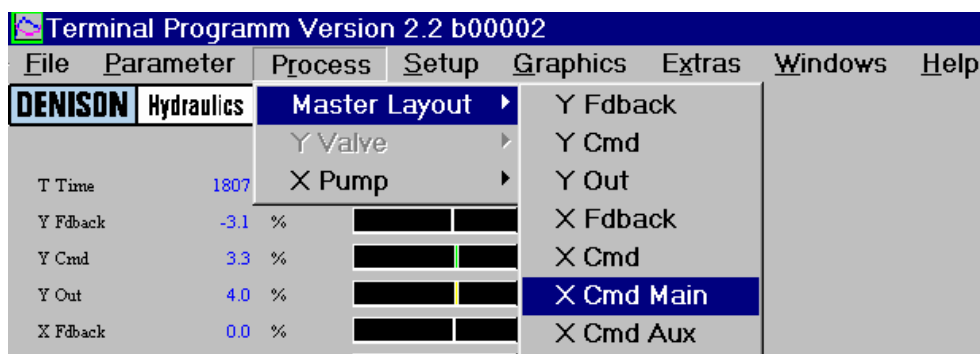 Terminal Programm Version 2.2 b00002
File Parameter Process Setup Graphics Extras Windows Help
DENISON Hydraulics
Master Layout
Y Valve
X Pump
Y Fdback
Y Cmd
Y Out
X Fdback
X Cmd
X Cmd Main
X Cmd Aux
T Time 1807
Y Fdback -3.1 %
Y Cmd 3.3 %
Y Out 4.0 %
X Fdback 0.0 %